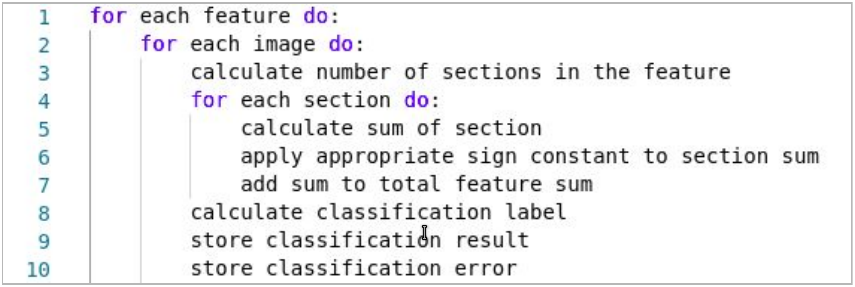 1 for each feature do:
2 for each image do:
3 calculate number of sections in the feature
4 for each section do:
5 calculate sum of section
6 apply appropriate sign constant to section sum
7 add sum to total feature sum
8 calculate classification label
9 store classification result
10 store classification error